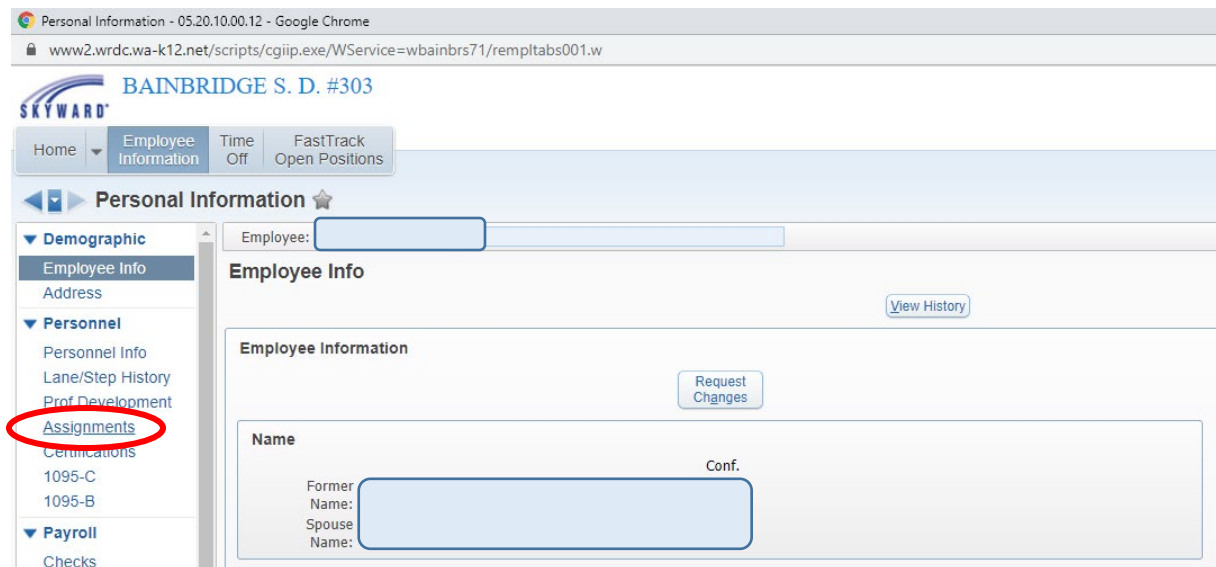 Personal Information - 05.20.10.00.12 - Google Chrome
www2.wrdc.wa-k12.net/scripts/cgiip.exe/WService=wbainbrs71/rempltabs001.w
SKYWARD
BAINBRIDGE S. D. #303
Home
Employee Information
Time Off
FastTrack Open Positions
Personal Information
Demographic
Employee Info
Address
Personnel
Personnel Info
Lane/Step History
Prof Development
Assignments
Certifications
1095-C
1095-B
Payroll
Checks
Employee:
Employee Info
View History
Employee Information
Request
Changes
Name
Conf.
Former
Name:
Spouse
Name: